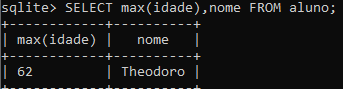 sqlite> SELECT max(idade),nome FROM aluno;
+------------+----------+
| max(idade) |   nome   |
+------------+----------+
| 62         | Theodoro |
+------------+----------+